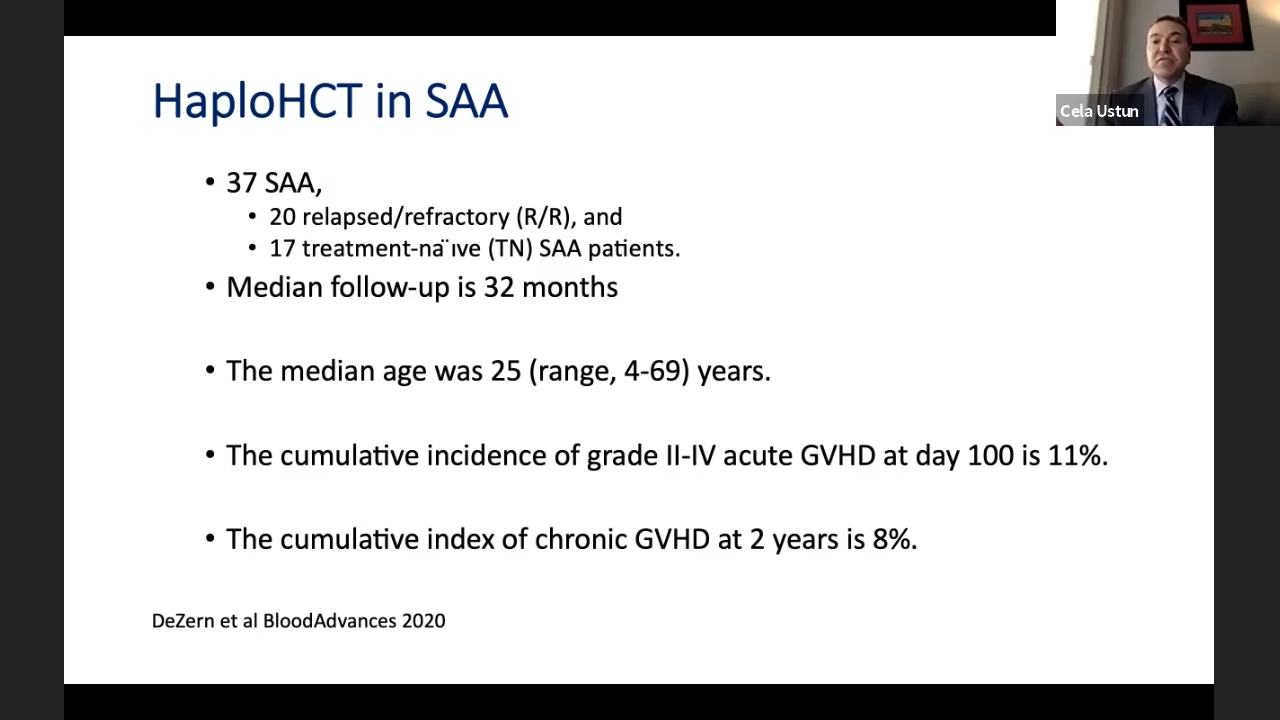 HaploHCT in SAA
Cela Ustun
• 37 SAA,
• 20 relapsed/refractory (R/R), and
• 17 treatment-na¨ıve (TN) SAA patients.
• Median follow-up is 32 months
• The median age was 25 (range, 4-69) years.
• The cumulative incidence of grade II-IV acute GVHD at day 100 is 11%.
• The cumulative index of chronic GVHD at 2 years is 8%.
DeZern et al BloodAdvances 2020